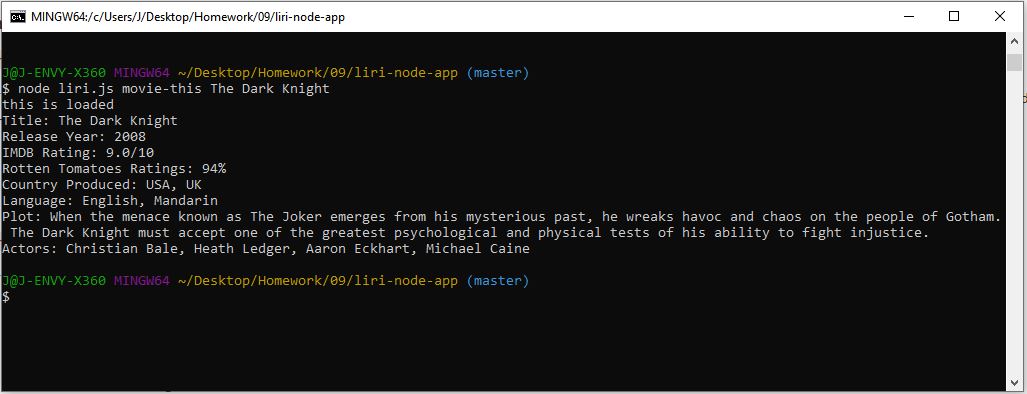 MINGW64:/c/Users/J/Desktop/Homework/09/liri-node-app
J@J-ENVY-X360 MINGW64 ~/Desktop/Homework/09/liri-node-app (master)
$ node liri.js movie-this The Dark Knight
this is loaded
Title: The Dark Knight
Release Year: 2008
IMDB Rating: 9.0/10
Rotten Tomatoes Ratings: 94%
Country Produced: USA, UK
Language: English, Mandarin
Plot: When the menace known as The Joker emerges from his mysterious past, he wreaks havoc and chaos on the people of Gotham.
The Dark Knight must accept one of the greatest psychological and physical tests of his ability to fight injustice.
Actors: Christian Bale, Heath Ledger, Aaron Eckhart, Michael Caine
J@J-ENVY-X360 MINGW64 ~/Desktop/Homework/09/liri-node-app (master)
$